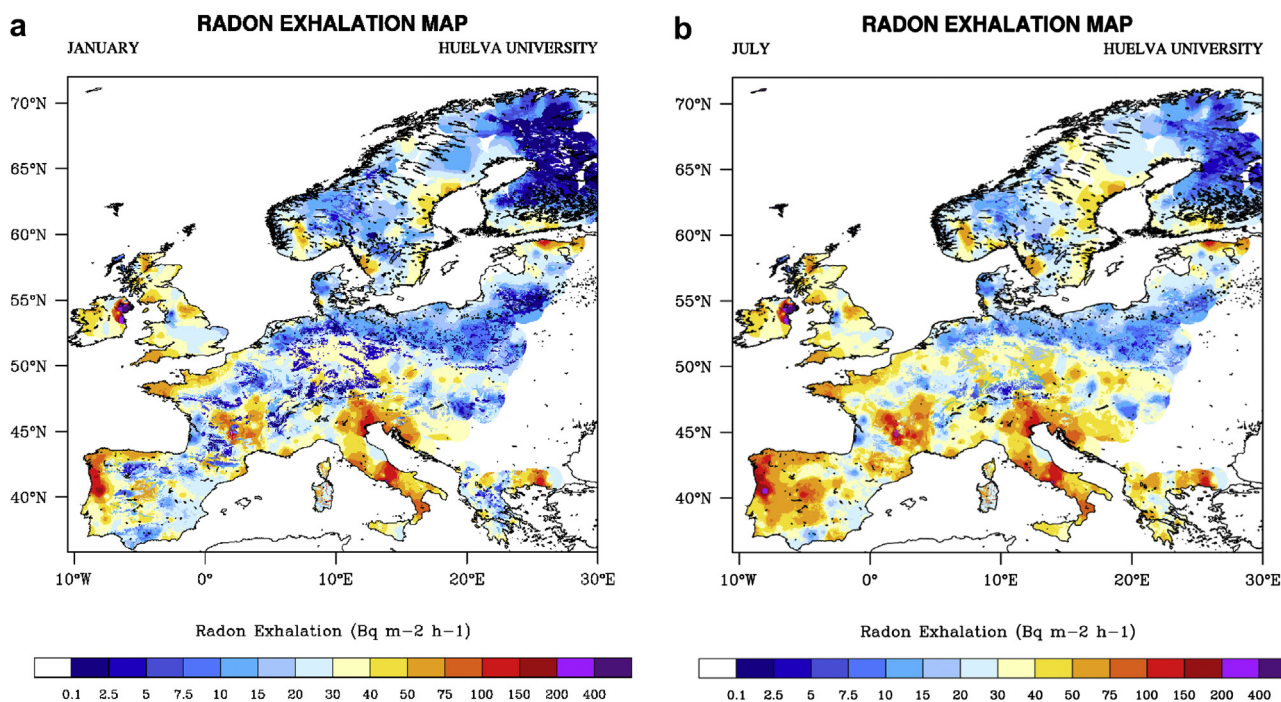 a
RADON EXHALATION MAP
JANUARY HUELVA UNIVERSITY
70°N
65°N
60°N
55°N
50°N
45°N
40°N
10°W 0° 10°E 20°E 30°E
Radon Exhalation (Bq m-2 h-1)
0.1 2.5 5 7.5 10 15 20 30 40 50 75 100 150 200 400
b
RADON EXHALATION MAP
JULY HUELVA UNIVERSITY
70°N
65°N
60°N
55°N
50°N
45°N
40°N
10°W 0° 10°E 20°E 30°E
Radon Exhalation (Bq m-2 h-1)
0.1 2.5 5 7.5 10 15 20 30 40 50 75 100 150 200 400